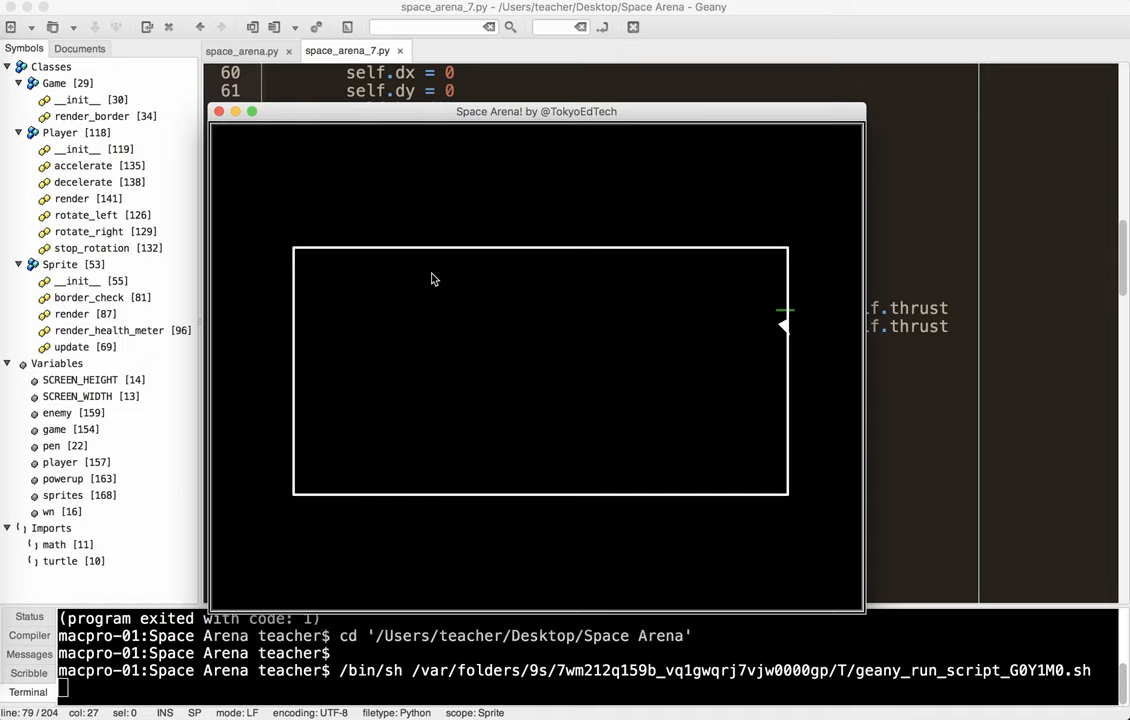 space_arena_7.py - /Users/teacher/Desktop/Space Arena - Geany
Symbols Documents
space_arena.py × space_arena_7.py ×
Classes
Game [29]
__init__ [30]
render_border [34]
Player [118]
__init__ [119]
accelerate [135]
decelerate [138]
render [141]
rotate_left [126]
rotate_right [129]
stop_rotation [132]
Sprite [53]
__init__ [55]
border_check [81]
render [87]
render_health_meter [96]
update [69]
Variables
SCREEN_HEIGHT [14]
SCREEN_WIDTH [13]
enemy [159]
game [154]
pen [22]
player [157]
powerup [163]
sprites [168]
wn [16]
Imports
math [11]
turtle [10]
60 self.dx = 0
61 self.dy = 0
Space Arena! by @TokyoEdTech
lf.thrust
lf.thrust
Status
Compiler
Messages
Scribble
Terminal
(program exited with code: 1)
macpro-01:Space Arena teacher$ cd '/Users/teacher/Desktop/Space Arena'
macpro-01:Space Arena teacher$
macpro-01:Space Arena teacher$ /bin/sh /var/folders/9s/7wm212q159b_vq1gwqrj7vjw0000gp/T/geany_run_script_G0Y1M0.sh
line: 79 / 204 col: 27 sel: 0 INS SP mode: LF encoding: UTF-8 filetype: Python scope: Sprite